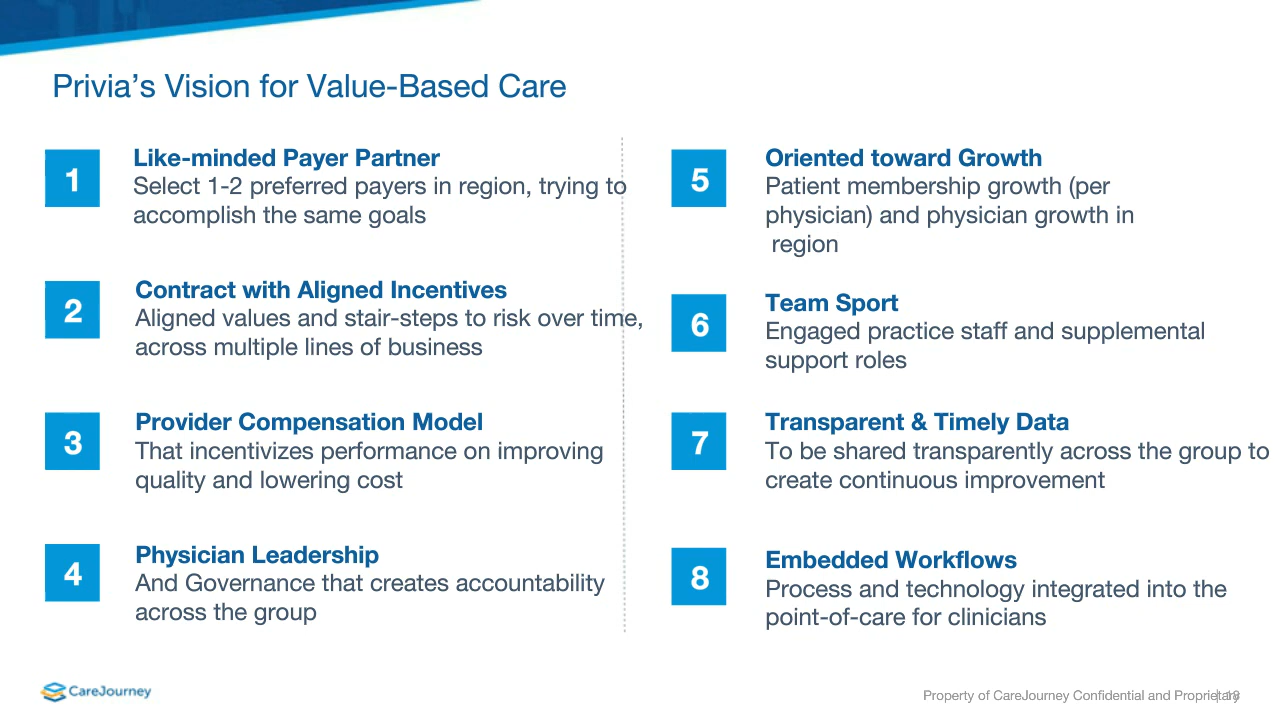 Privia’s Vision for Value-Based Care
1
Like-minded Payer Partner
Select 1-2 preferred payers in region, trying to
accomplish the same goals
2
Contract with Aligned Incentives
Aligned values and stair-steps to risk over time,
across multiple lines of business
3
Provider Compensation Model
That incentivizes performance on improving
quality and lowering cost
4
Physician Leadership
And Governance that creates accountability
across the group
5
Oriented toward Growth
Patient membership growth (per
physician) and physician growth in
region
6
Team Sport
Engaged practice staff and supplemental
support roles
7
Transparent & Timely Data
To be shared transparently across the group to
create continuous improvement
8
Embedded Workflows
Process and technology integrated into the
point-of-care for clinicians
CareJourney
Property of CareJourney Confidential and Proprietary
| 18